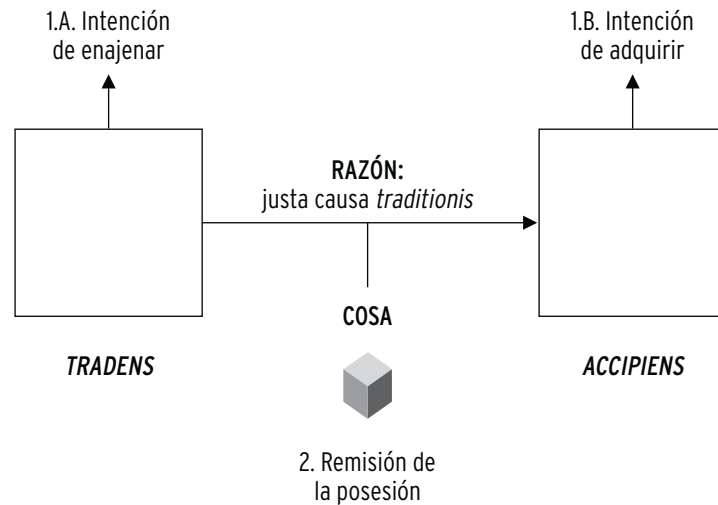 1.A. Intención
de enajenar
1.B. Intención
de adquirir
RAZÓN:
justa causa traditionis
COSA
TRADENS
ACCIPIENS
2. Remisión de
la posesión